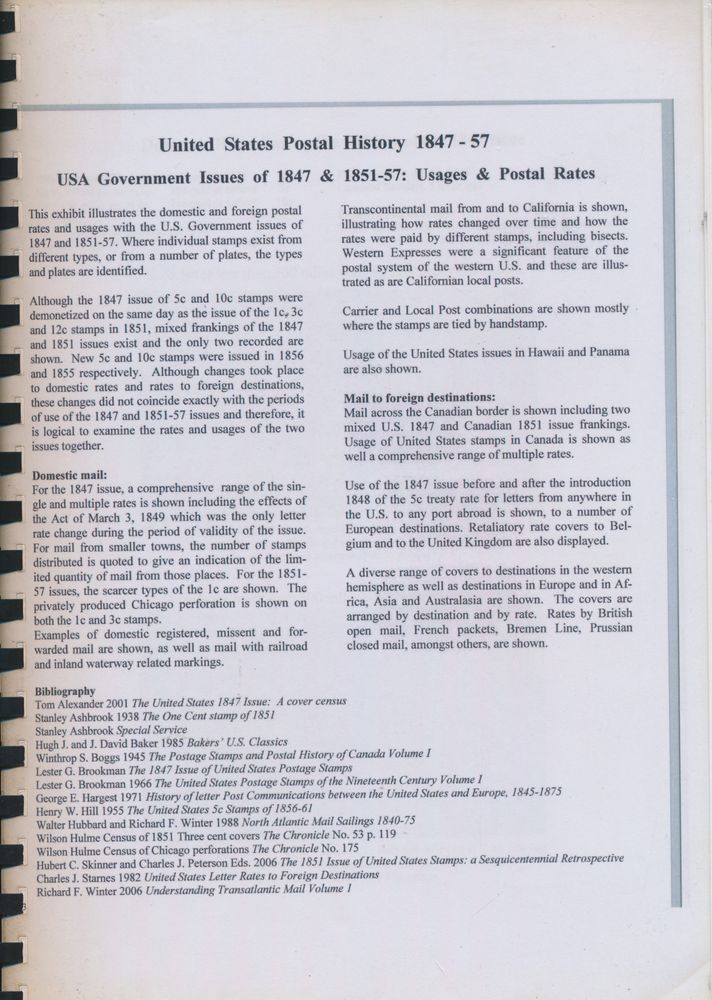 United States Postal History 1847 - 57
USA Government Issues of 1847 & 1851-57: Usages & Postal Rates
This exhibit illustrates the domestic and foreign postal
rates and usages with the U.S. Government issues of
1847 and 1851-57. Where individual stamps exist from
different types, or from a number of plates, the types
and plates are identified.
Although the 1847 issue of 5c and 10c stamps were
demonetized on the same day as the issue of the 1c, 3c
and 12c stamps in 1851, mixed frankings of the 1847
and 1851 issues exist and the only two recorded are
shown. New 5c and 10c stamps were issued in 1856
and 1855 respectively. Although changes took place
to domestic rates and rates to foreign destinations,
these changes did not coincide exactly with the periods
of use of the 1847 and 1851-57 issues and therefore, it
is logical to examine the rates and usages of the two
issues together.
Domestic mail:
For the 1847 issue, a comprehensive range of the sin-
gle and multiple rates is shown including the effects of
the Act of March 3, 1849 which was the only letter
rate change during the period of validity of the issue.
For mail from smaller towns, the number of stamps
distributed is quoted to give an indication of the lim-
ited quantity of mail from those places. For the 1851-
57 issues, the scarcer types of the 1c are shown. The
privately produced Chicago perforation is shown on
both the 1c and 3c stamps.
Examples of domestic registered, missent and for-
warded mail are shown, as well as mail with railroad
and inland waterway related markings.
Transcontinental mail from and to California is shown,
illustrating how rates changed over time and how the
rates were paid by different stamps, including bisects.
Western Expresses were a significant feature of the
postal system of the western U.S. and these are illus-
trated as are Californian local posts.
Carrier and Local Post combinations are shown mostly
where the stamps are tied by handstamp.
Usage of the United States issues in Hawaii and Panama
are also shown.
Mail to foreign destinations:
Mail across the Canadian border is shown including two
mixed U.S. 1847 and Canadian 1851 issue frankings.
Usage of United States stamps in Canada is shown as
well a comprehensive range of multiple rates.
Use of the 1847 issue before and after the introduction
1848 of the 5c treaty rate for letters from anywhere in
the U.S. to any port abroad is shown, to a number of
European destinations. Retaliatory rate covers to Bel-
gium and to the United Kingdom are also displayed.
A diverse range of covers to destinations in the western
hemisphere as well as destinations in Europe and in Af-
rica, Asia and Australasia are shown. The covers are
arranged by destination and by rate. Rates by British
open mail, French packets, Bremen Line, Prussian
closed mail, amongst others, are shown.
Bibliography
Tom Alexander 2001 The United States 1847 Issue: A cover census
Stanley Ashbrook 1938 The One Cent stamp of 1851
Stanley Ashbrook Special Service
Hugh J. and J. David Baker 1985 Bakers' U.S. Classics
Winthrop S. Boggs 1945 The Postage Stamps and Postal History of Canada Volume I
Lester G. Brookman The 1847 Issue of United States Postage Stamps
Lester G. Brookman 1966 The United States Postage Stamps of the Nineteenth Century Volume I
George E. Hargest 1971 History of letter Post Communications between the United States and Europe, 1845-1875
Henry W. Hill 1955 The United States 5c Stamps of 1856-61
Walter Hubbard and Richard F. Winter 1988 North Atlantic Mail Sailings 1840-75
Wilson Hulme Census of 1851 Three cent covers The Chronicle No. 53 p. 119
Wilson Hulme Census of Chicago perforations The Chronicle No. 175
Hubert C. Skinner and Charles J. Peterson Eds. 2006 The 1851 Issue of United States Stamps: a Sesquicentennial Retrospective
Charles J. Starnes 1982 United States Letter Rates to Foreign Destinations
Richard F. Winter 2006 Understanding Transatlantic Mail Volume I